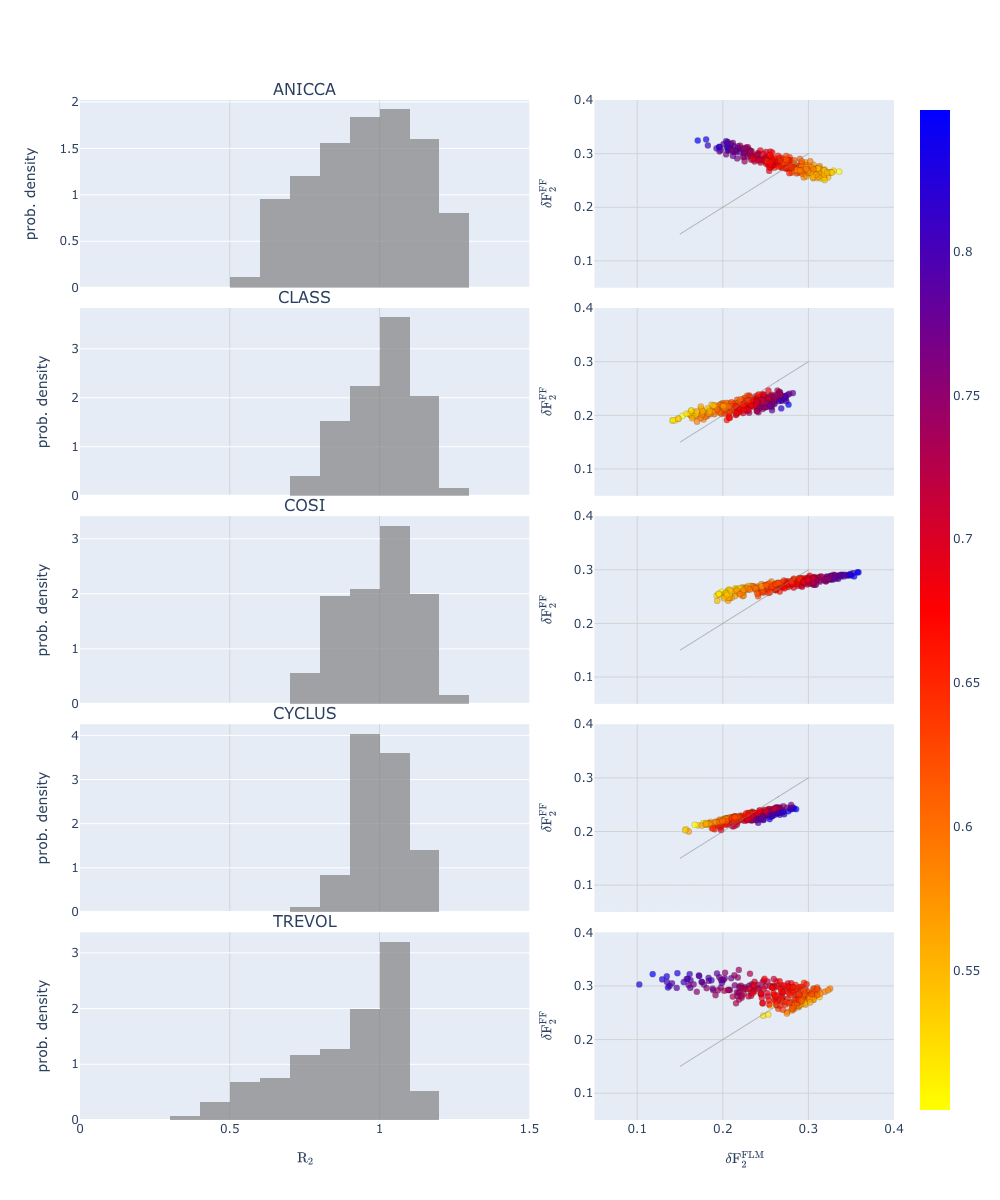 ANICCA
2
1.5
1
0.5
0
prob. density
0.4
0.3
0.2
0.1
δF₂^FF
CLASS
3
2
1
0
prob. density
0.4
0.3
0.2
0.1
δF₂^FF
COSI
3
2
1
0
prob. density
0.4
0.3
0.2
0.1
δF₂^FF
CYCLUS
4
3
2
1
0
prob. density
0.4
0.3
0.2
0.1
δF₂^FF
TREVOL
3
2
1
0
prob. density
0.4
0.3
0.2
0.1
δF₂^FF
0 0.5 1 1.5
R₂
0.1 0.2 0.3 0.4
δF₂^FLM
0.8
0.75
0.7
0.65
0.6
0.55